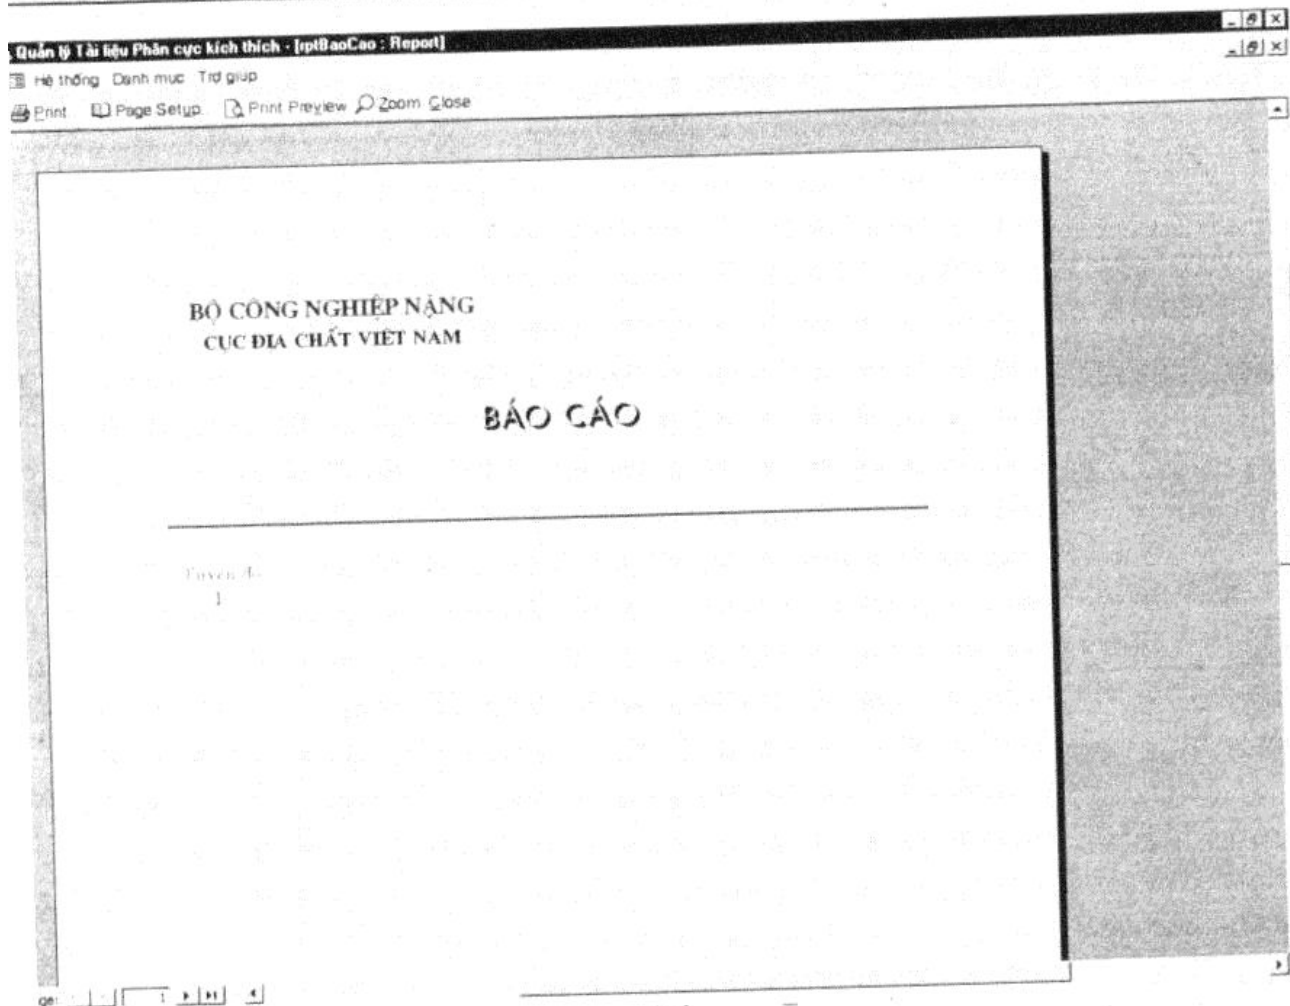 Quản lý Tài liệu Phân cực kích thích - [rptBaoCao : Report]
Hệ thống Danh mục Trợ giúp
Print Page Setup Print Preview Zoom Close
BỘ CÔNG NGHIỆP NẶNG
CỤC ĐỊA CHẤT VIỆT NAM
BÁO CÁO
1
1